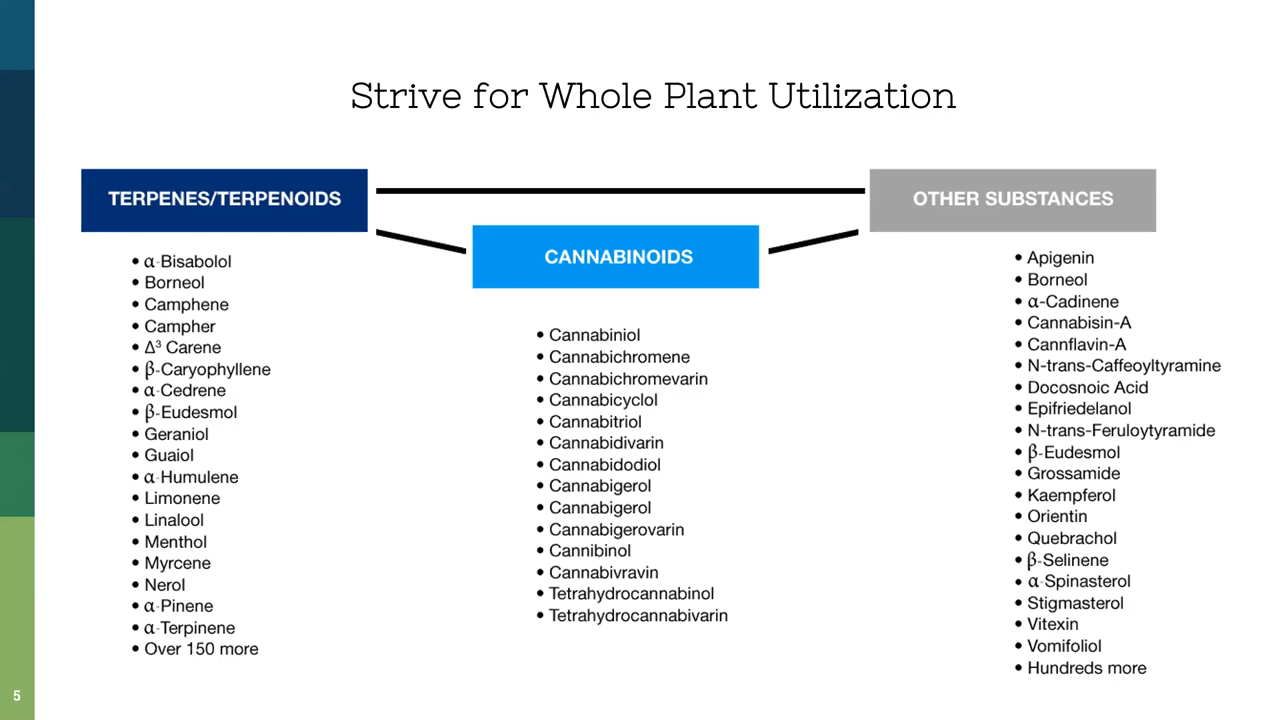 Strive for Whole Plant Utilization
TERPENES/TERPENOIDS
• α-Bisabolol
• Borneol
• Camphene
• Campher
• Δ³ Carene
• β-Caryophyllene
• α-Cedrene
• β-Eudesmol
• Geraniol
• Guaiol
• α-Humulene
• Limonene
• Linalool
• Menthol
• Myrcene
• Nerol
• α-Pinene
• α-Terpinene
• Over 150 more
CANNABINOIDS
• Cannabiniol
• Cannabichromene
• Cannabichromevarin
• Cannabicyclol
• Cannabitriol
• Cannabidivarin
• Cannabidodiol
• Cannabigerol
• Cannabigerol
• Cannabigerovarin
• Cannibinol
• Cannabivravin
• Tetrahydrocannabinol
• Tetrahydrocannabivarin
OTHER SUBSTANCES
• Apigenin
• Borneol
• α-Cadinene
• Cannabisin-A
• Cannflavin-A
• N-trans-Caffeoyltyramine
• Docosnoic Acid
• Epifriedelanol
• N-trans-Feruloytyramide
• β-Eudesmol
• Grossamide
• Kaempferol
• Orientin
• Quebrachol
• β-Selinene
• α-Spinasterol
• Stigmasterol
• Vitexin
• Vomifoliol
• Hundreds more
5